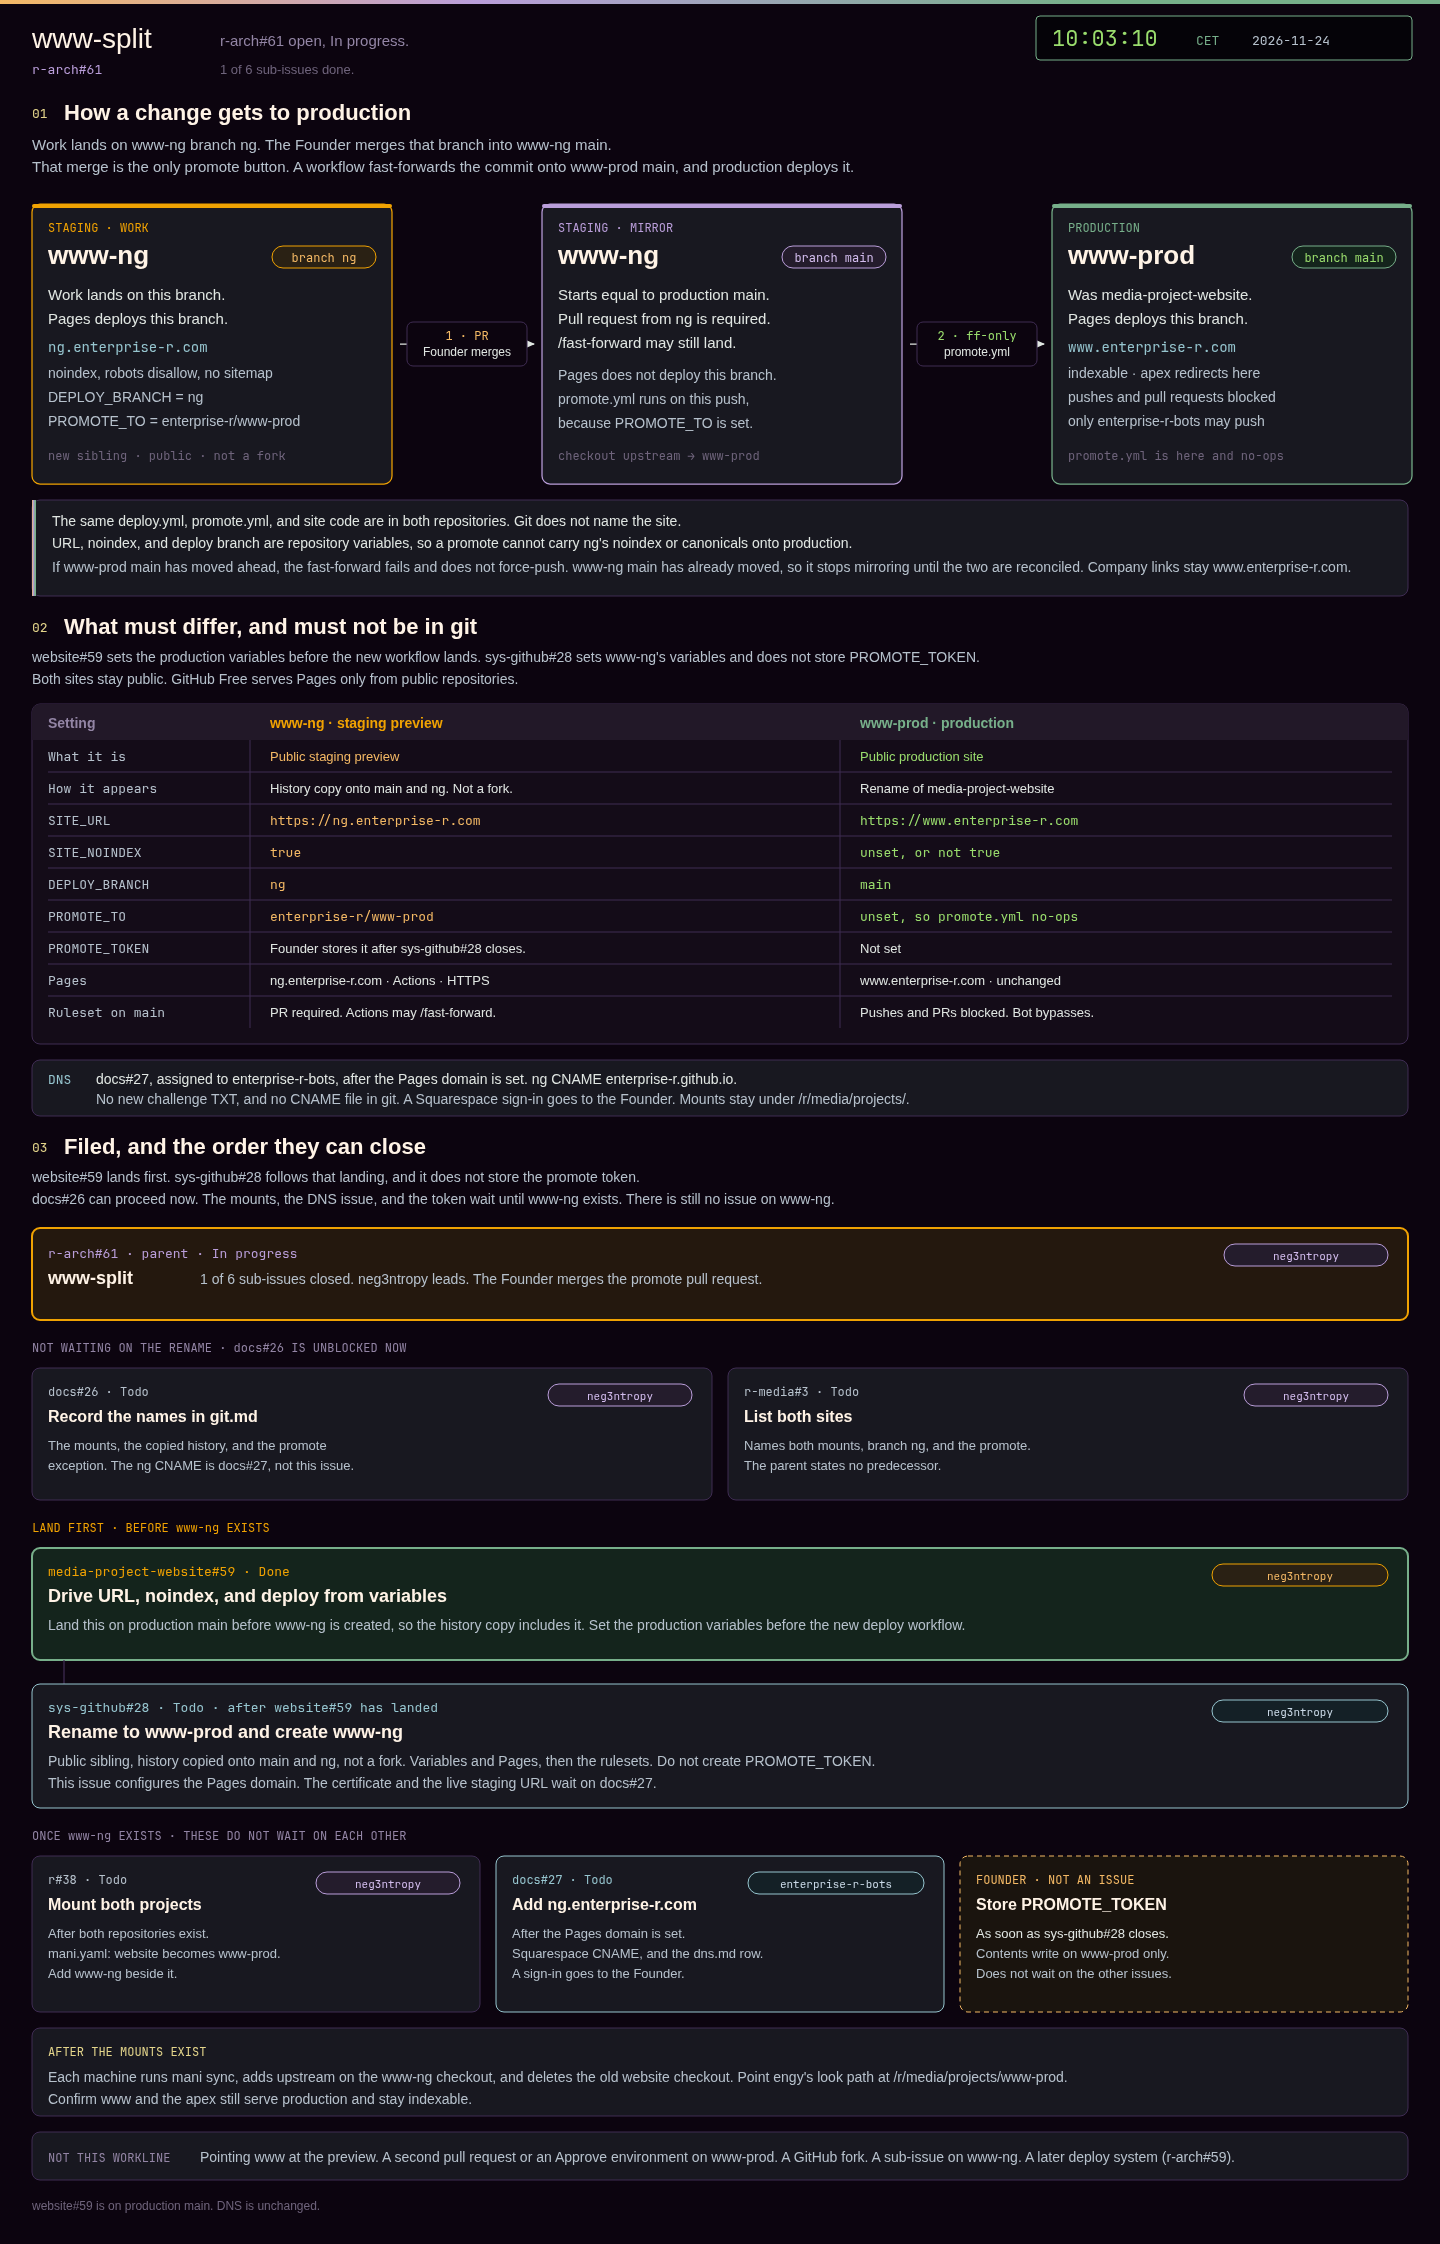 www-split
r-arch#61 open, In progress.
10:03:10 CET 2026-11-24
r-arch#61
1 of 6 sub-issues done.
01 How a change gets to production
Work lands on www-ng branch ng. The Founder merges that branch into www-ng main.
That merge is the only promote button. A workflow fast-forwards the commit onto www-prod main, and production deploys it.
STAGING · WORK
www-ng
branch ng
Work lands on this branch.
Pages deploys this branch.
ng.enterprise-r.com
noindex, robots disallow, no sitemap
DEPLOY_BRANCH = ng
PROMOTE_TO = enterprise-r/www-prod
new sibling · public · not a fork
1 · PR
Founder merges
STAGING · MIRROR
www-ng
branch main
Starts equal to production main.
Pull request from ng is required.
/fast-forward may still land.
Pages does not deploy this branch.
promote.yml runs on this push,
because PROMOTE_TO is set.
checkout upstream → www-prod
2 · ff-only
promote.yml
PRODUCTION
www-prod
branch main
Was media-project-website.
Pages deploys this branch.
www.enterprise-r.com
indexable · apex redirects here
pushes and pull requests blocked
only enterprise-r-bots may push
promote.yml is here and no-ops
The same deploy.yml, promote.yml, and site code are in both repositories. Git does not name the site.
URL, noindex, and deploy branch are repository variables, so a promote cannot carry ng's noindex or canonicals onto production.
If www-prod main has moved ahead, the fast-forward fails and does not force-push. www-ng main has already moved, so it stops mirroring until the two are reconciled. Company links stay www.enterprise-r.com.
02 What must differ, and must not be in git
website#59 sets the production variables before the new workflow lands. sys-github#28 sets www-ng's variables and does not store PROMOTE_TOKEN.
Both sites stay public. GitHub Free serves Pages only from public repositories.
Setting www-ng · staging preview www-prod · production
What it is Public staging preview Public production site
How it appears History copy onto main and ng. Not a fork. Rename of media-project-website
SITE_URL https://ng.enterprise-r.com https://www.enterprise-r.com
SITE_NOINDEX true unset, or not true
DEPLOY_BRANCH ng main
PROMOTE_TO enterprise-r/www-prod unset, so promote.yml no-ops
PROMOTE_TOKEN Founder stores it after sys-github#28 closes. Not set
Pages ng.enterprise-r.com · Actions · HTTPS www.enterprise-r.com · unchanged
Ruleset on main PR required. Actions may /fast-forward. Pushes and PRs blocked. Bot bypasses.
DNS docs#27, assigned to enterprise-r-bots, after the Pages domain is set. ng CNAME enterprise-r.github.io.
No new challenge TXT, and no CNAME file in git. A Squarespace sign-in goes to the Founder. Mounts stay under /r/media/projects/.
03 Filed, and the order they can close
website#59 lands first. sys-github#28 follows that landing, and it does not store the promote token.
docs#26 can proceed now. The mounts, the DNS issue, and the token wait until www-ng exists. There is still no issue on www-ng.
r-arch#61 · parent · In progress
neg3ntropy
www-split 1 of 6 sub-issues closed. neg3ntropy leads. The Founder merges the promote pull request.
NOT WAITING ON THE RENAME · docs#26 IS UNBLOCKED NOW
docs#26 · Todo
neg3ntropy
Record the names in git.md
The mounts, the copied history, and the promote
exception. The ng CNAME is docs#27, not this issue.
r-media#3 · Todo
neg3ntropy
List both sites
Names both mounts, branch ng, and the promote.
The parent states no predecessor.
LAND FIRST · BEFORE www-ng EXISTS
media-project-website#59 · Done
neg3ntropy
Drive URL, noindex, and deploy from variables
Land this on production main before www-ng is created, so the history copy includes it. Set the production variables before the new deploy workflow.
sys-github#28 · Todo · after website#59 has landed
neg3ntropy
Rename to www-prod and create www-ng
Public sibling, history copied onto main and ng, not a fork. Variables and Pages, then the rulesets. Do not create PROMOTE_TOKEN.
This issue configures the Pages domain. The certificate and the live staging URL wait on docs#27.
ONCE www-ng EXISTS · THESE DO NOT WAIT ON EACH OTHER
r#38 · Todo
neg3ntropy
Mount both projects
After both repositories exist.
mani.yaml: website becomes www-prod.
Add www-ng beside it.
docs#27 · Todo
enterprise-r-bots
Add ng.enterprise-r.com
After the Pages domain is set.
Squarespace CNAME, and the dns.md row.
A sign-in goes to the Founder.
FOUNDER · NOT AN ISSUE
Store PROMOTE_TOKEN
As soon as sys-github#28 closes.
Contents write on www-prod only.
Does not wait on the other issues.
AFTER THE MOUNTS EXIST
Each machine runs mani sync, adds upstream on the www-ng checkout, and deletes the old website checkout. Point engy's look path at /r/media/projects/www-prod.
Confirm www and the apex still serve production and stay indexable.
NOT THIS WORKLINE Pointing www at the preview. A second pull request or an Approve environment on www-prod. A GitHub fork. A sub-issue on www-ng. A later deploy system (r-arch#59).
website#59 is on production main. DNS is unchanged.